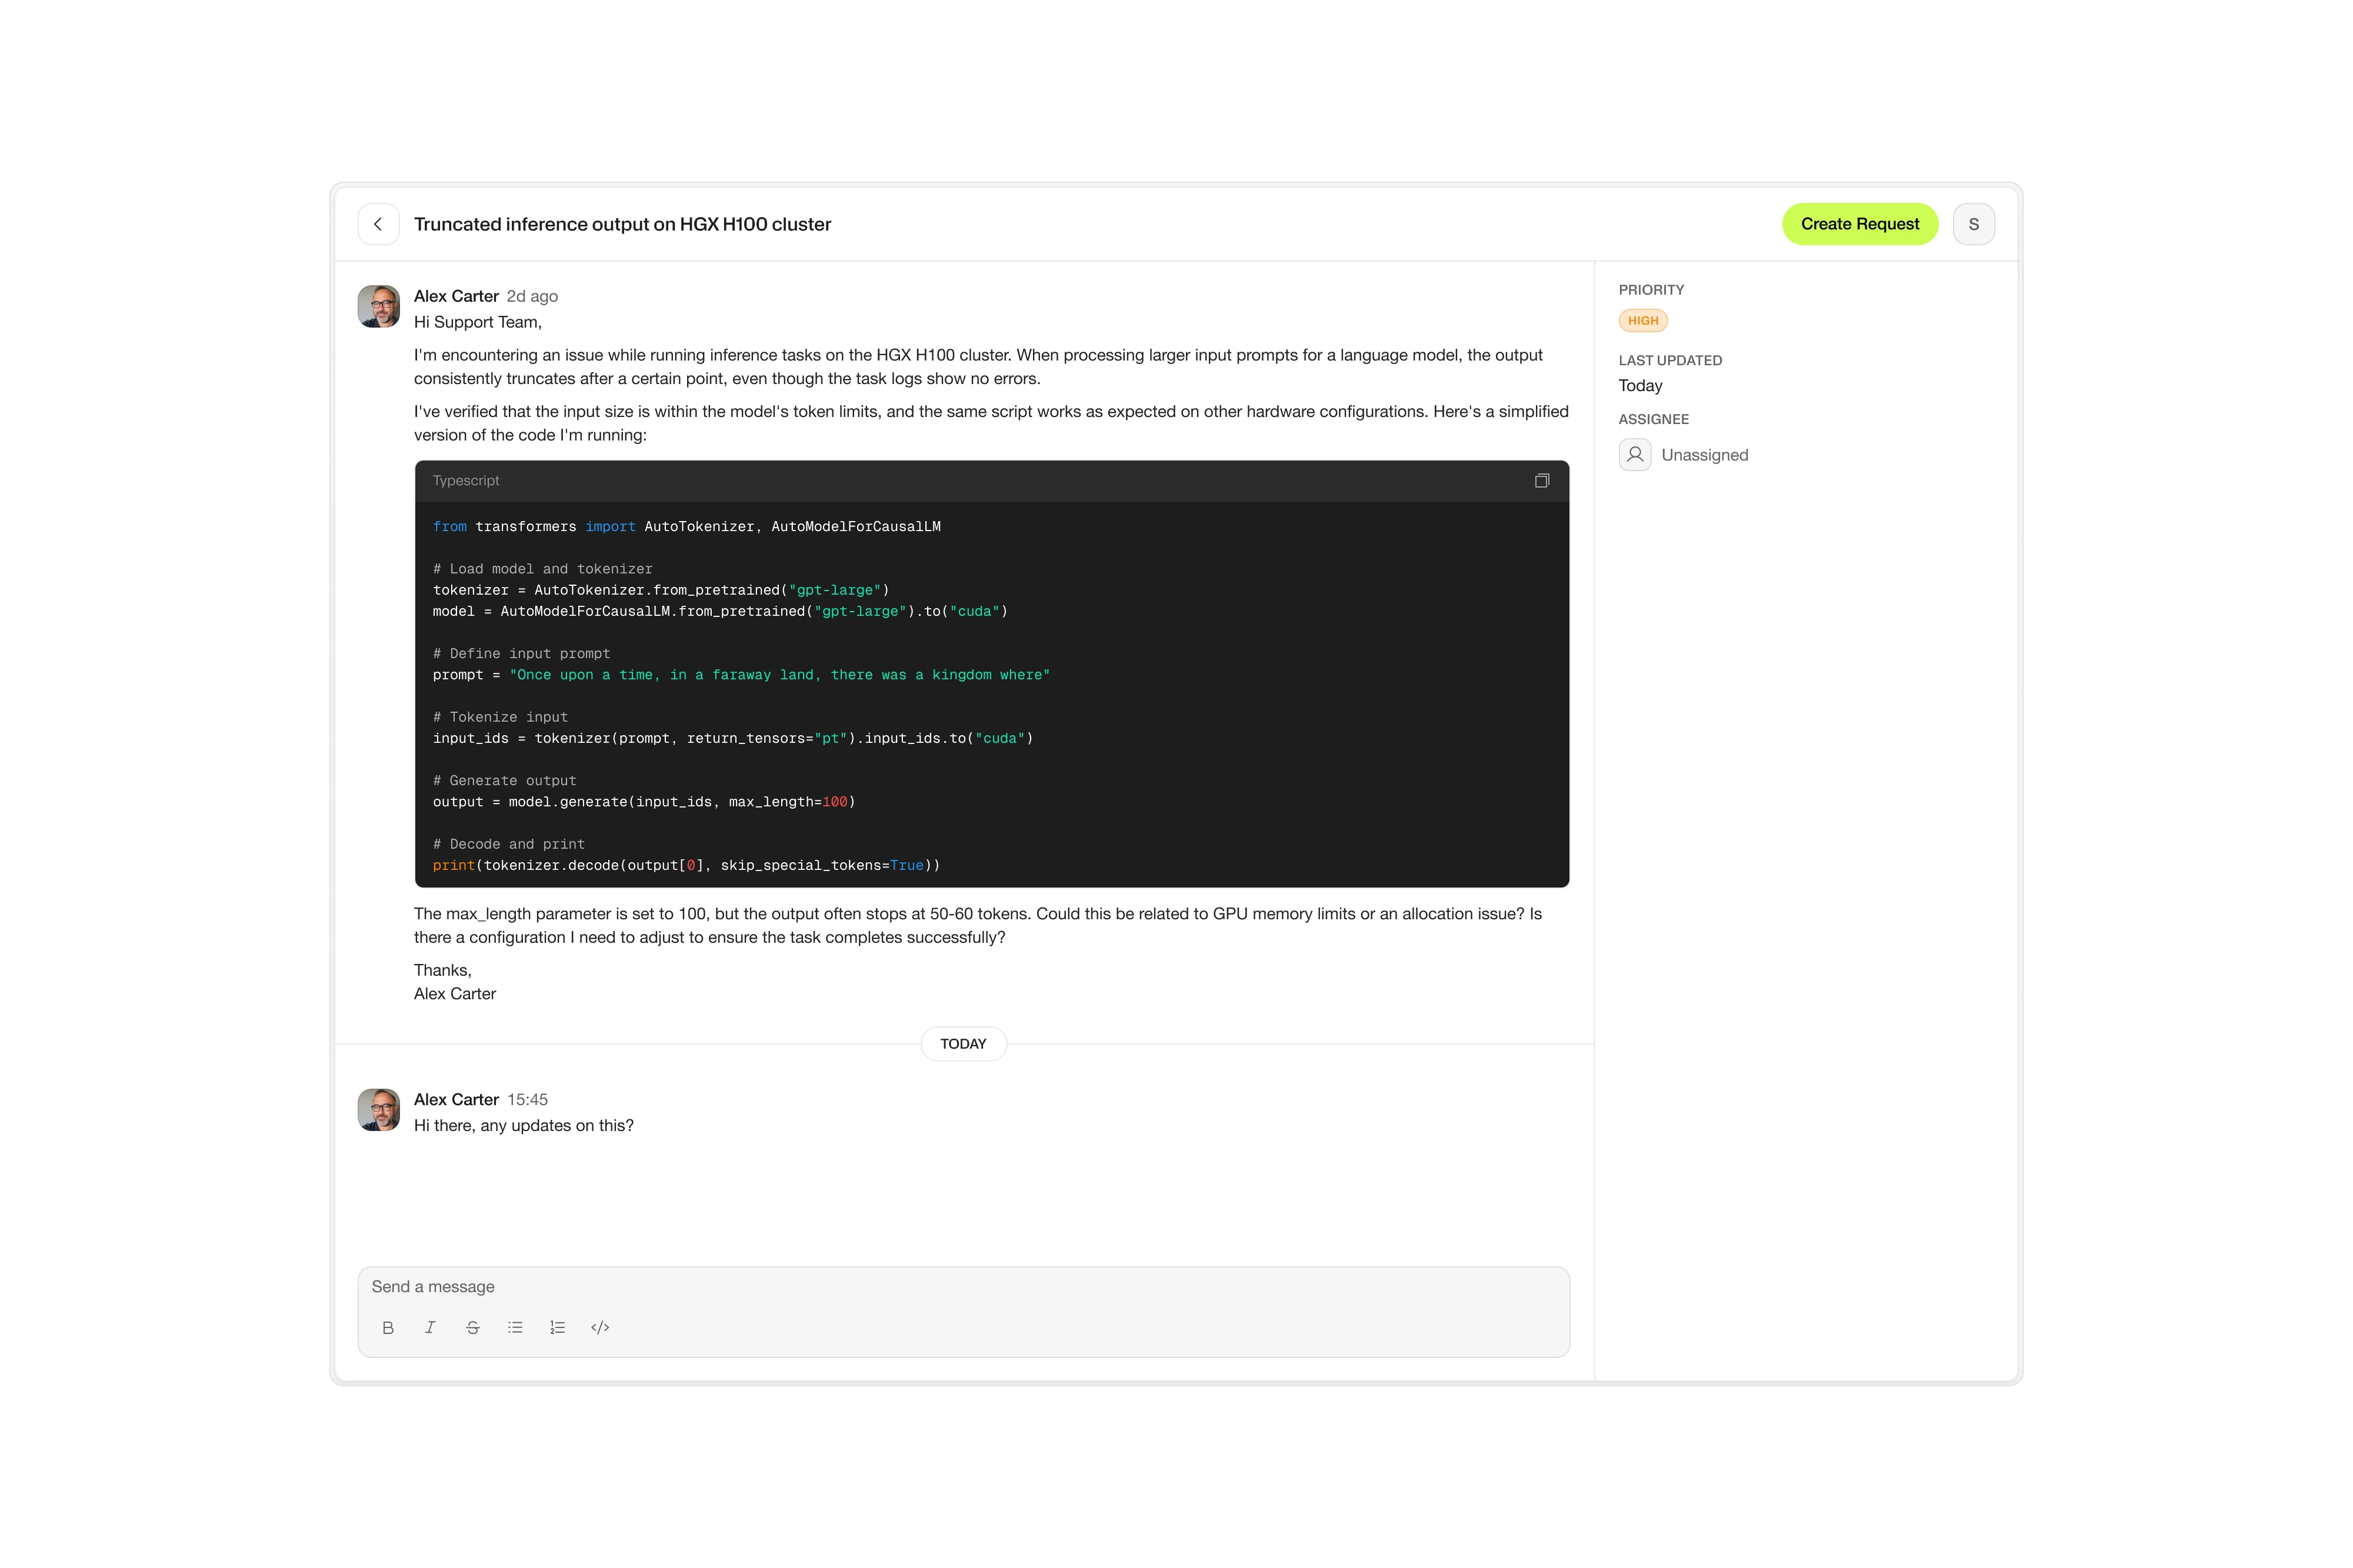 Truncated inference output on HGX H100 cluster
Create Request
S
Alex Carter 2d ago
Hi Support Team,
I'm encountering an issue while running inference tasks on the HGX H100 cluster. When processing larger input prompts for a language model, the output
consistently truncates after a certain point, even though the task logs show no errors.
I've verified that the input size is within the model's token limits, and the same script works as expected on other hardware configurations. Here's a simplified
version of the code I'm running:
Typescript
from transformers import AutoTokenizer, AutoModelForCausalLM
# Load model and tokenizer
tokenizer = AutoTokenizer.from_pretrained("gpt-large")
model = AutoModelForCausalLM.from_pretrained("gpt-large").to("cuda")
# Define input prompt
prompt = "Once upon a time, in a faraway land, there was a kingdom where"
# Tokenize input
input_ids = tokenizer(prompt, return_tensors="pt").input_ids.to("cuda")
# Generate output
output = model.generate(input_ids, max_length=100)
# Decode and print
print(tokenizer.decode(output[0], skip_special_tokens=True))
The max_length parameter is set to 100, but the output often stops at 50-60 tokens. Could this be related to GPU memory limits or an allocation issue? Is
there a configuration I need to adjust to ensure the task completes successfully?
Thanks,
Alex Carter
TODAY
Alex Carter 15:45
Hi there, any updates on this?
Send a message
PRIORITY
HIGH
LAST UPDATED
Today
ASSIGNEE
Unassigned